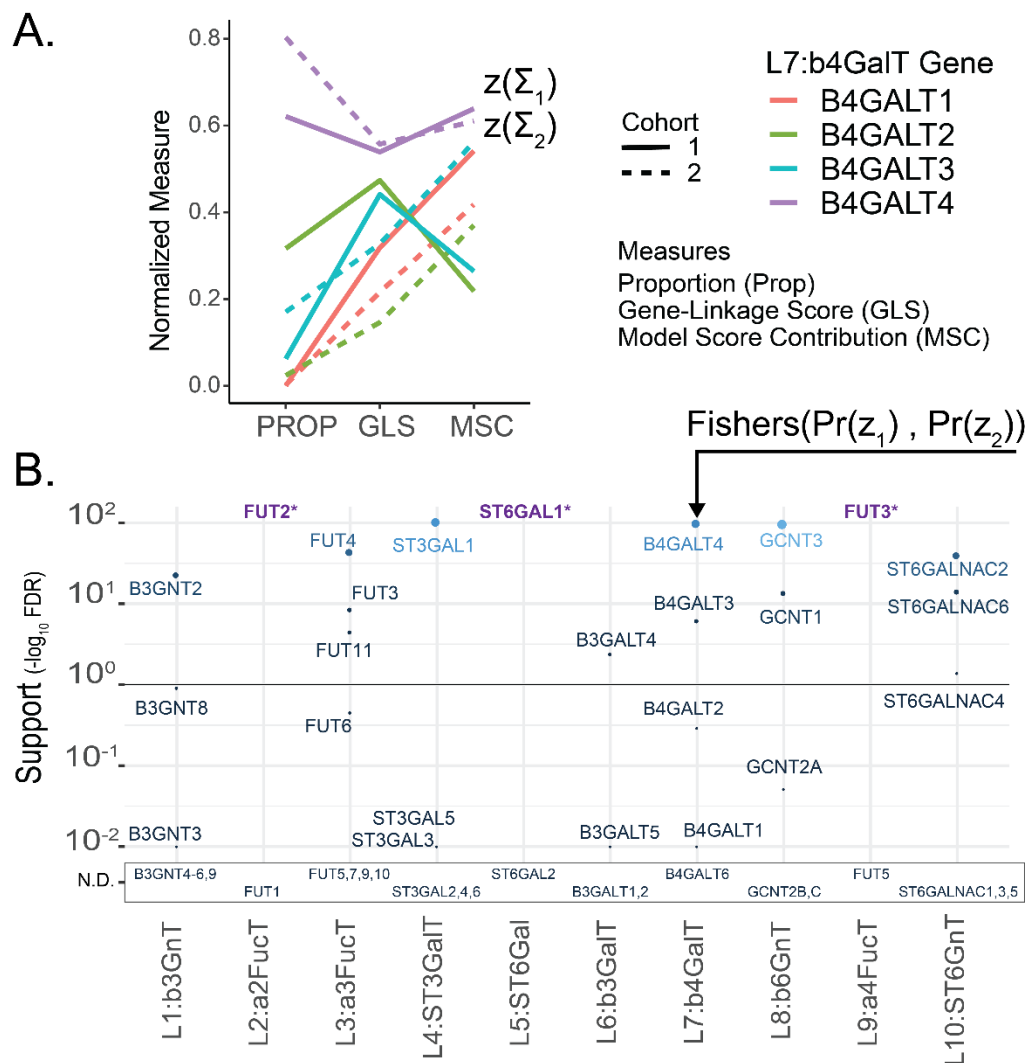 A.
0.8
0.6
0.4
0.2
0.0
Normalized Measure
PROP GLS MSC
z(Σ1)
z(Σ2)
Cohort
1
2
L7:b4GalT Gene
B4GALT1
B4GALT2
B4GALT3
B4GALT4
Measures
Proportion (Prop)
Gene-Linkage Score (GLS)
Model Score Contribution (MSC)
Fishers(Pr(z1) , Pr(z2))
B.
Support (-log10 FDR)
10^2
10^1
10^0
10^-1
10^-2
N.D.
FUT2* ST6GAL1* FUT3*
FUT4 ST3GAL1 B4GALT4 GCNT3
ST6GALNAC2
B3GNT2 FUT3 B4GALT3 GCNT1 ST6GALNAC6
FUT11 B3GALT4
B3GNT8 FUT6 B4GALT2 ST6GALNAC4
GCNT2A
B3GNT3 ST3GAL5 B3GALT5 B4GALT1
ST3GAL3
B3GNT4-6,9 FUT5,7,9,10 ST6GAL2 B4GALT6 FUT5
FUT1 ST3GAL2,4,6 B3GALT1,2 GCNT2B,C ST6GALNAC1,3,5
L1:b3GnT
L2:a2FucT
L3:a3FucT
L4:ST3GalT
L5:ST6Gal
L6:b3GalT
L7:b4GalT
L8:b6GnT
L9:a4FucT
L10:ST6GnT